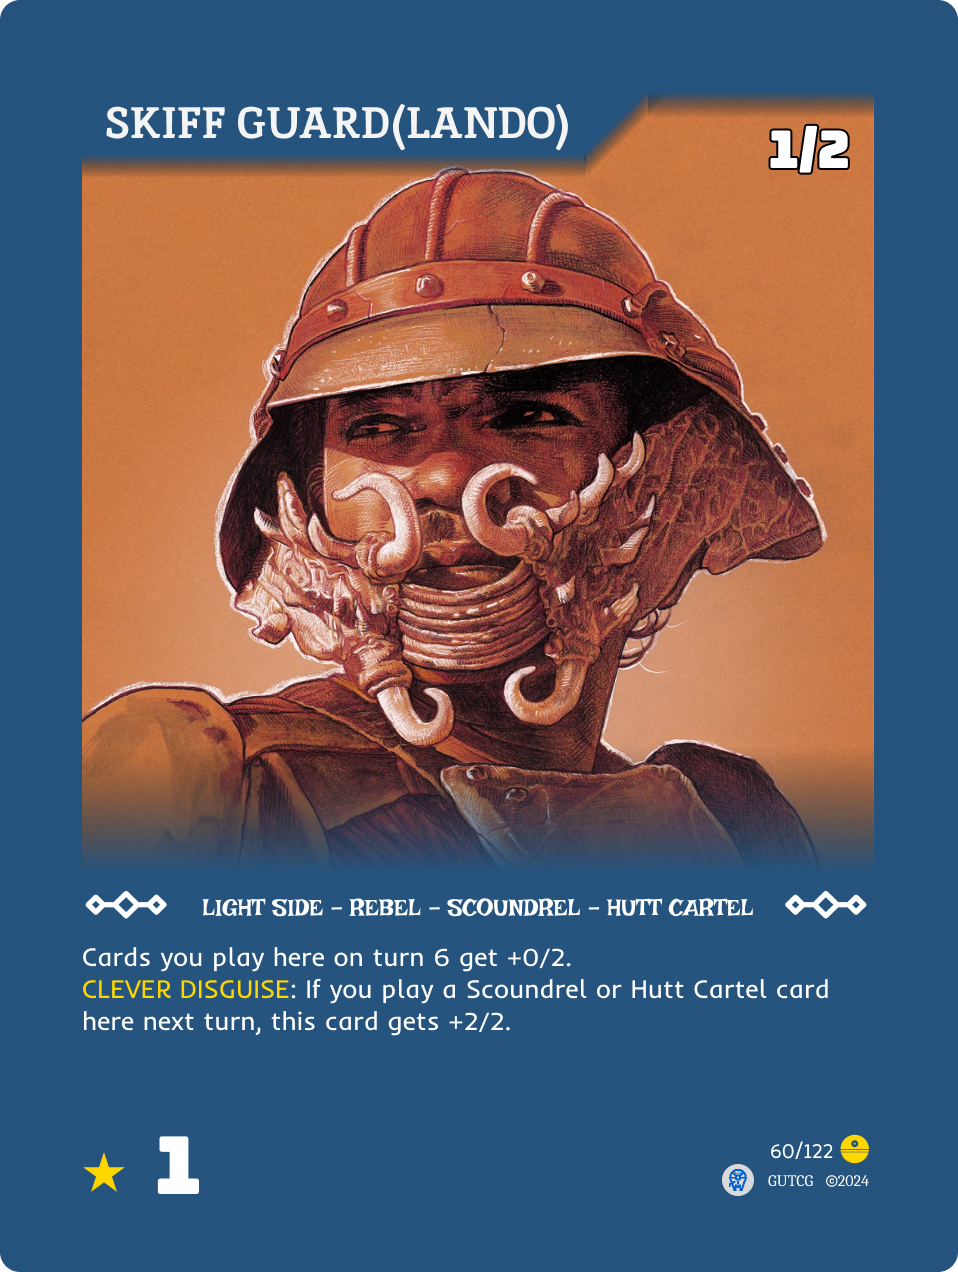 SKIFF GUARD(LANDO)
1/2
LIGHT SIDE – REBEL – SCOUNDREL – HUTT CARTEL
Cards you play here on turn 6 get +0/2.
CLEVER DISGUISE: If you play a Scoundrel or Hutt Cartel card
here next turn, this card gets +2/2.
1
60/122
GUTCG ©2024